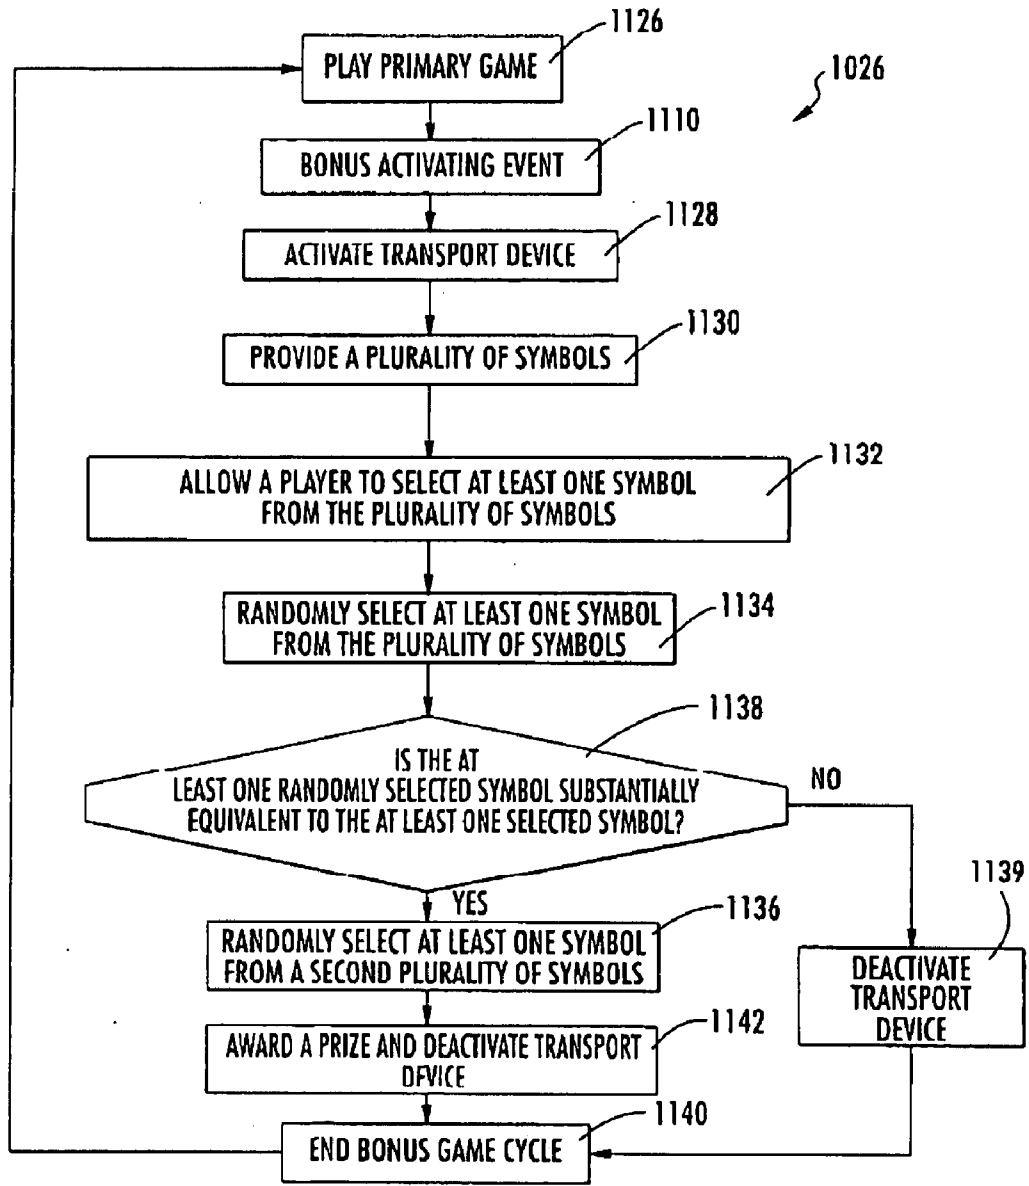 1126
PLAY PRIMARY GAME
1026
1110
BONUS ACTIVATING EVENT
1128
ACTIVATE TRANSPORT DEVICE
1130
PROVIDE A PLURALITY OF SYMBOLS
1132
ALLOW A PLAYER TO SELECT AT LEAST ONE SYMBOL
FROM THE PLURALITY OF SYMBOLS
1134
RANDOMLY SELECT AT LEAST ONE SYMBOL
FROM THE PLURALITY OF SYMBOLS
1138
IS THE AT
LEAST ONE RANDOMLY SELECTED SYMBOL SUBSTANTIALLY
EQUIVALENT TO THE AT LEAST ONE SELECTED SYMBOL?
NO
YES
1136
RANDOMLY SELECT AT LEAST ONE SYMBOL
FROM A SECOND PLURALITY OF SYMBOLS
1139
DEACTIVATE
TRANSPORT
DEVICE
1142
AWARD A PRIZE AND DEACTIVATE TRANSPORT
DEVICE
1140
END BONUS GAME CYCLE